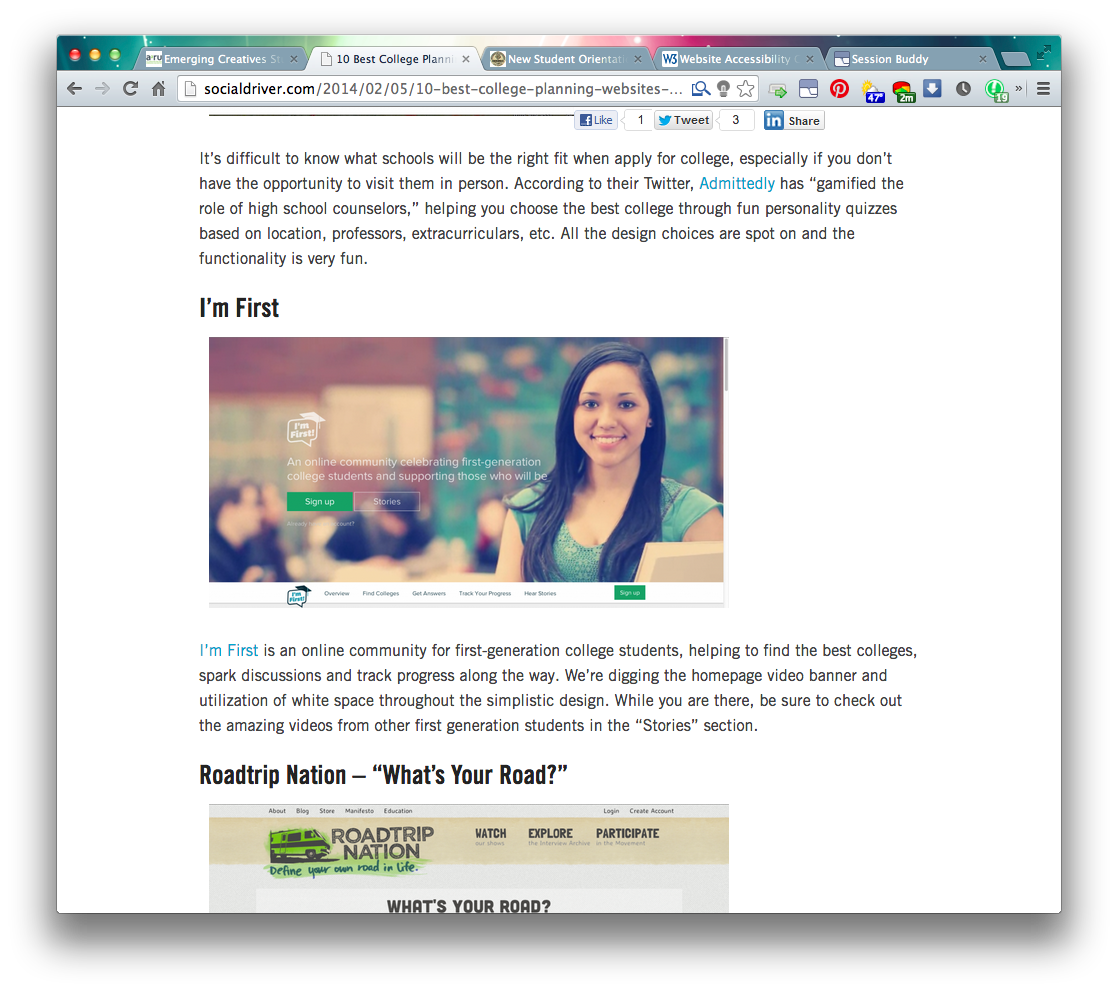 a·ru Emerging Creatives St
10 Best College Planni
New Student Orientati
W3 Website Accessibility C
Session Buddy
socialdriver.com/2014/02/05/10-best-college-planning-websites-...
47°
2m
19
»
Like 1 Tweet 3 in Share
It’s difficult to know what schools will be the right fit when apply for college, especially if you don’t
have the opportunity to visit them in person. According to their Twitter, Admittedly has “gamified the
role of high school counselors,” helping you choose the best college through fun personality quizzes
based on location, professors, extracurriculars, etc. All the design choices are spot on and the
functionality is very fun.
I’m First
I'm
First!
An online community celebrating first-generation
college students and supporting those who will be
Sign up Stories
Already count?
I'm
First!
Overview Find Colleges Get Answers Track Your Progress Hear Stories Sign up
I’m First is an online community for first-generation college students, helping to find the best colleges,
spark discussions and track progress along the way. We’re digging the homepage video banner and
utilization of white space throughout the simplistic design. While you are there, be sure to check out
the amazing videos from other first generation students in the “Stories” section.
Roadtrip Nation – “What’s Your Road?”
About Blog Store Manifesto Education Login Create Account
ROADTRIP
NATION
Define your own road in life.
WATCH EXPLORE PARTICIPATE
our shows the Interview Archive in the Movement
WHAT'S YOUR ROAD?